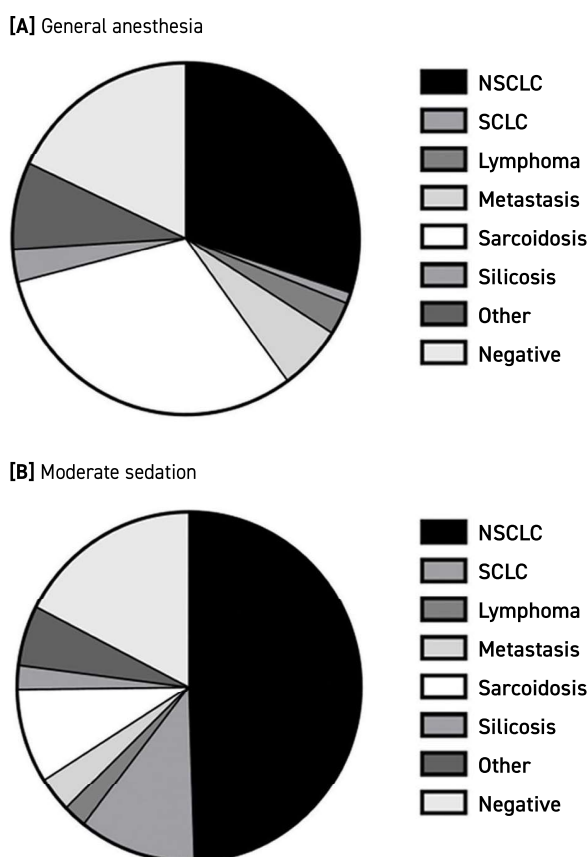 [A] General anesthesia
NSCLC
SCLC
Lymphoma
Metastasis
Sarcoidosis
Silicosis
Other
Negative
[B] Moderate sedation
NSCLC
SCLC
Lymphoma
Metastasis
Sarcoidosis
Silicosis
Other
Negative